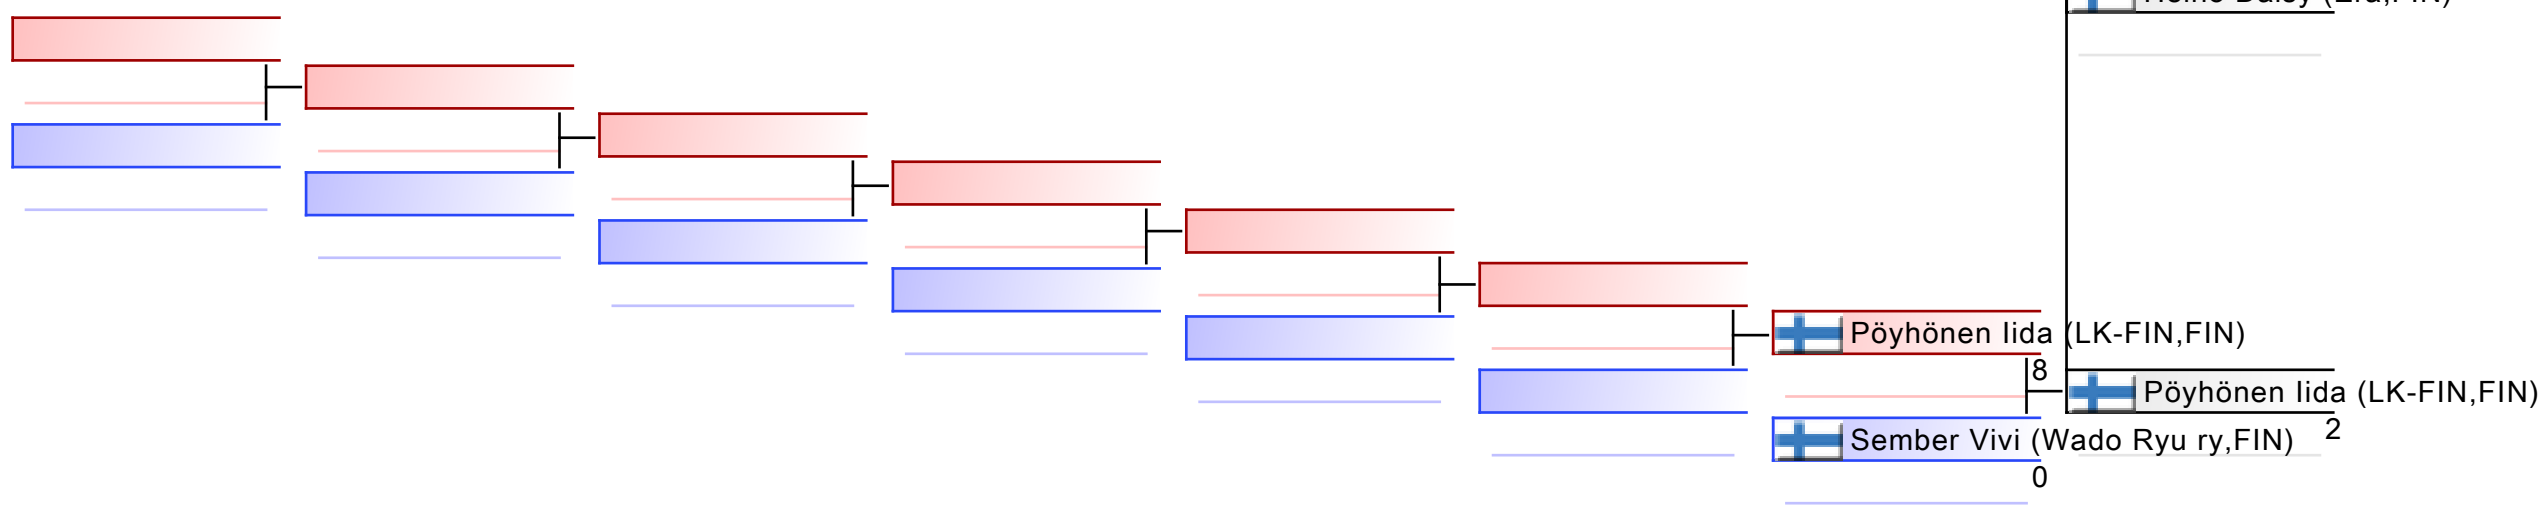 Pöyhönen Iida (LK-FIN,FIN)
8
Pöyhönen Iida (LK-FIN,FIN)
2
Sember Vivi (Wado Ryu ry,FIN)
0